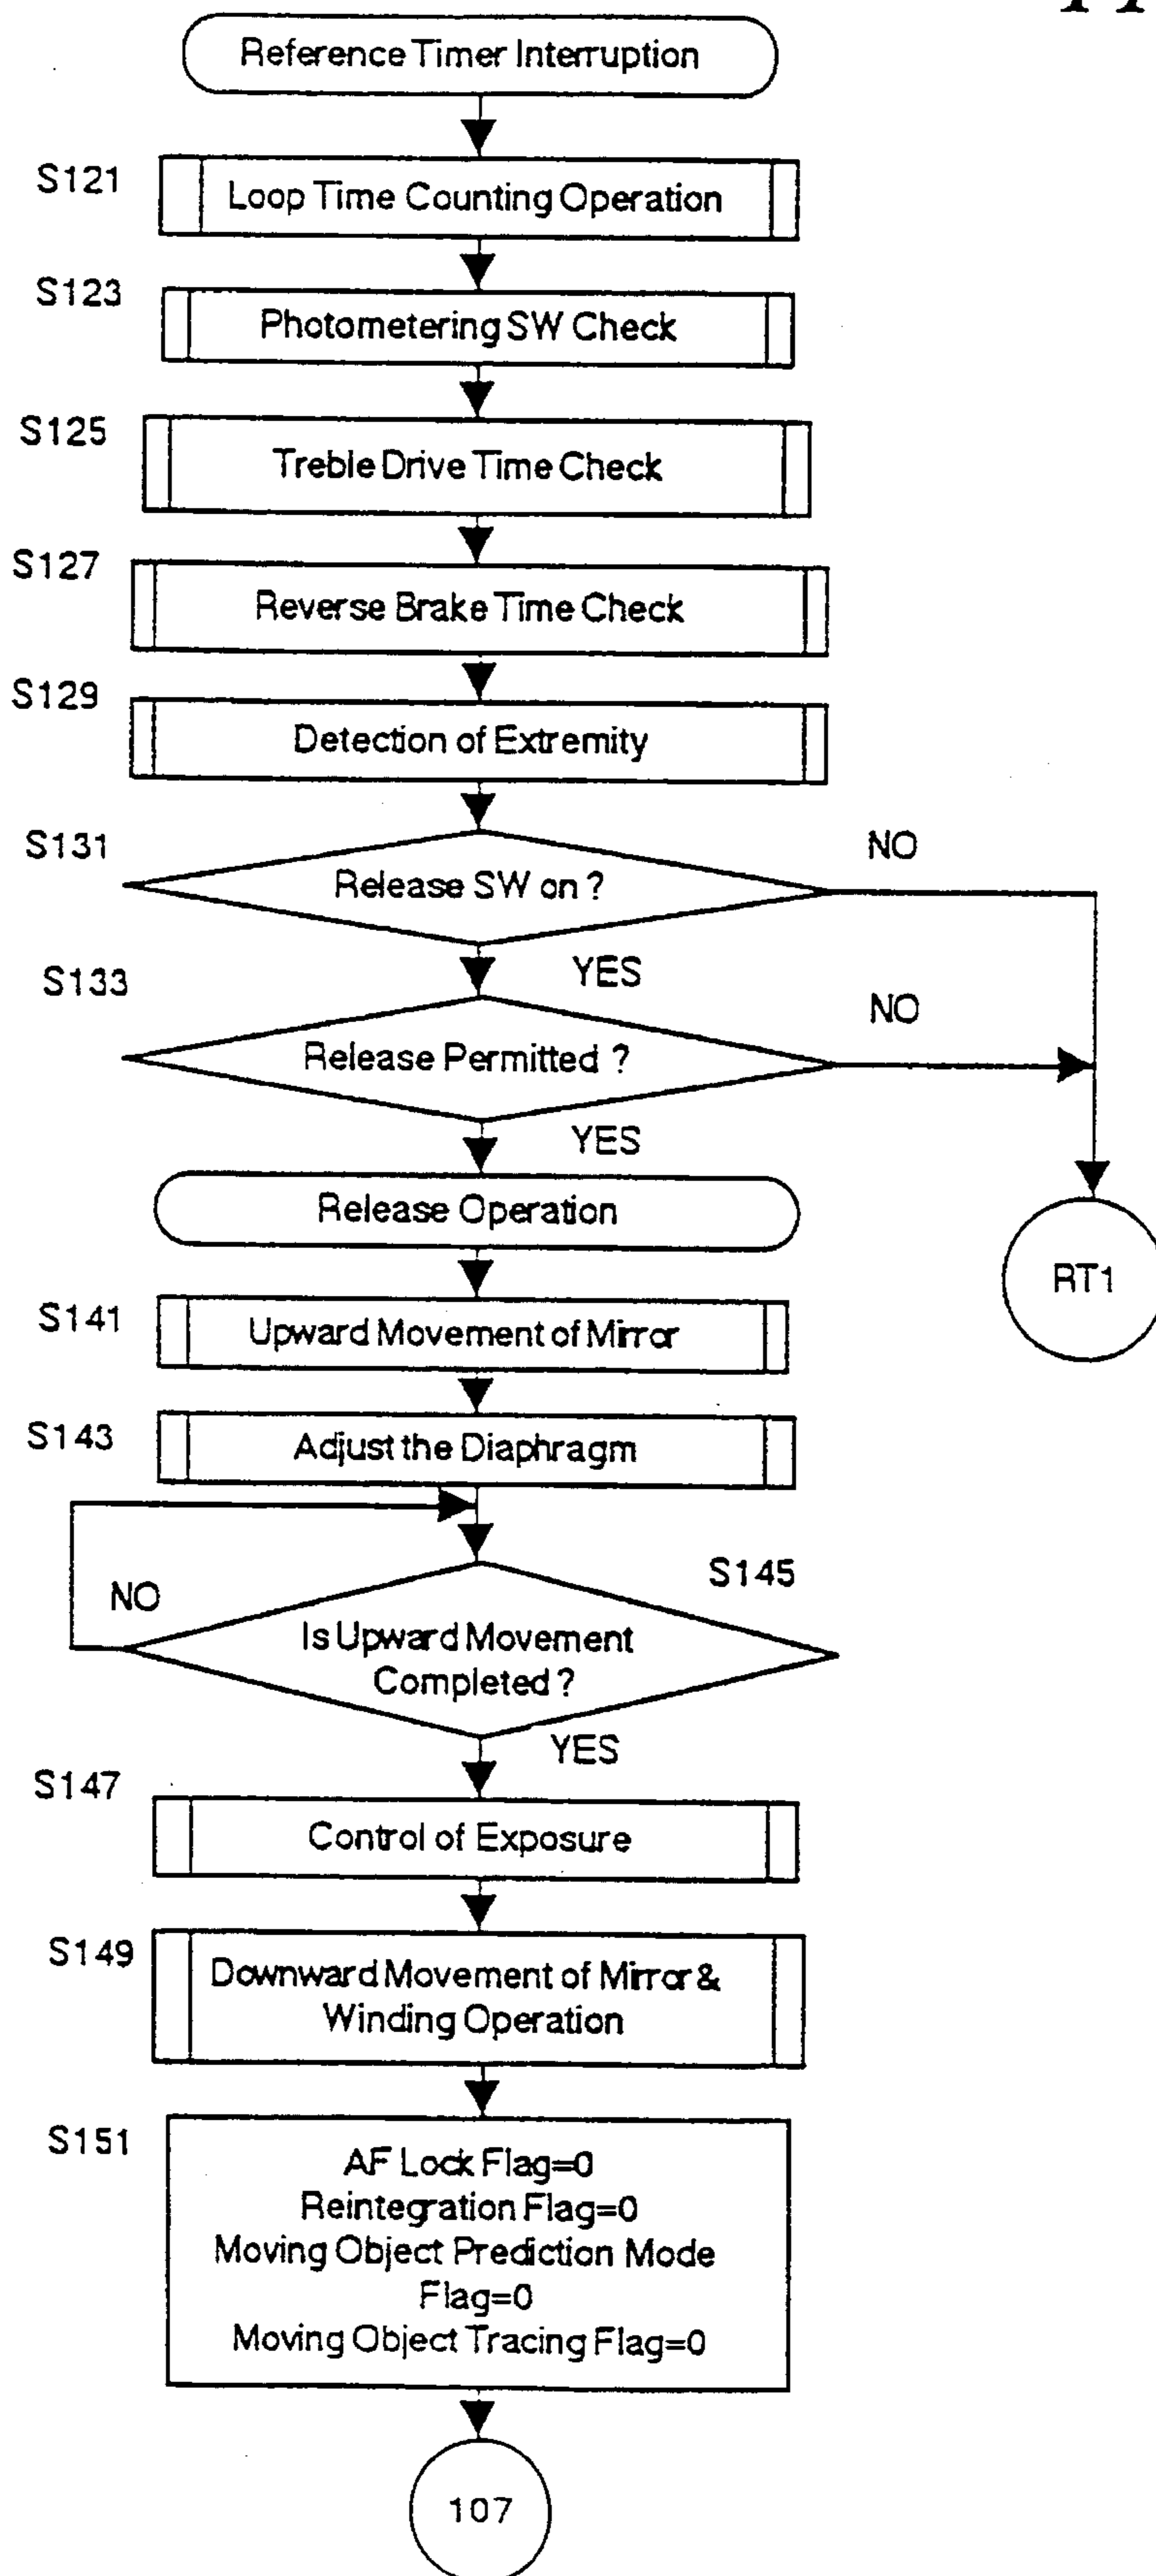 Reference Timer Interruption
S121
Loop Time Counting Operation
S123
Photometering SW Check
S125
Treble Drive Time Check
S127
Reverse Brake Time Check
S129
Detection of Extremity
S131
Release SW on ?
NO
YES
S133
Release Permitted ?
NO
YES
Release Operation
RT1
S141
Upward Movement of Mirror
S143
Adjust the Diaphragm
S145
NO
Is Upward Movement
Completed ?
YES
S147
Control of Exposure
S149
Downward Movement of Mirror &
Winding Operation
S151
AF Lock Flag=0
Reintegration Flag=0
Moving Object Prediction Mode
Flag=0
Moving Object Tracing Flag=0
107